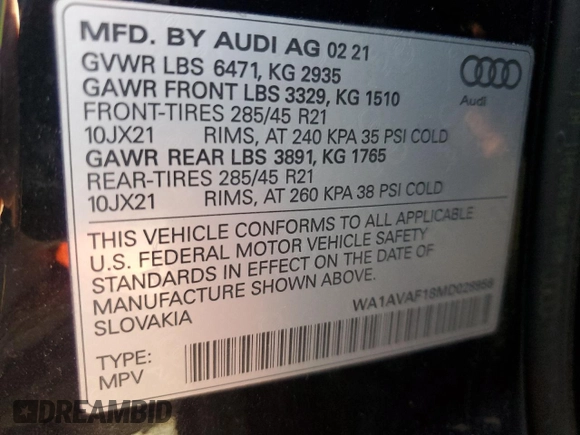 MFD. BY AUDI AG 02 21
GVWR LBS 6471, KG 2935
GAWR FRONT LBS 3329, KG 1510
FRONT-TIRES 285/45 R21
10JX21 RIMS, AT 240 KPA 35 PSI COLD
GAWR REAR LBS 3891, KG 1765
REAR-TIRES 285/45 R21
10JX21 RIMS, AT 260 KPA 38 PSI COLD
Audi
THIS VEHICLE CONFORMS TO ALL APPLICABLE
U.S. FEDERAL MOTOR VEHICLE SAFETY
STANDARDS IN EFFECT ON THE DATE OF
MANUFACTURE SHOWN ABOVE.
SLOVAKIA
TYPE:
MPV
DREAMBID